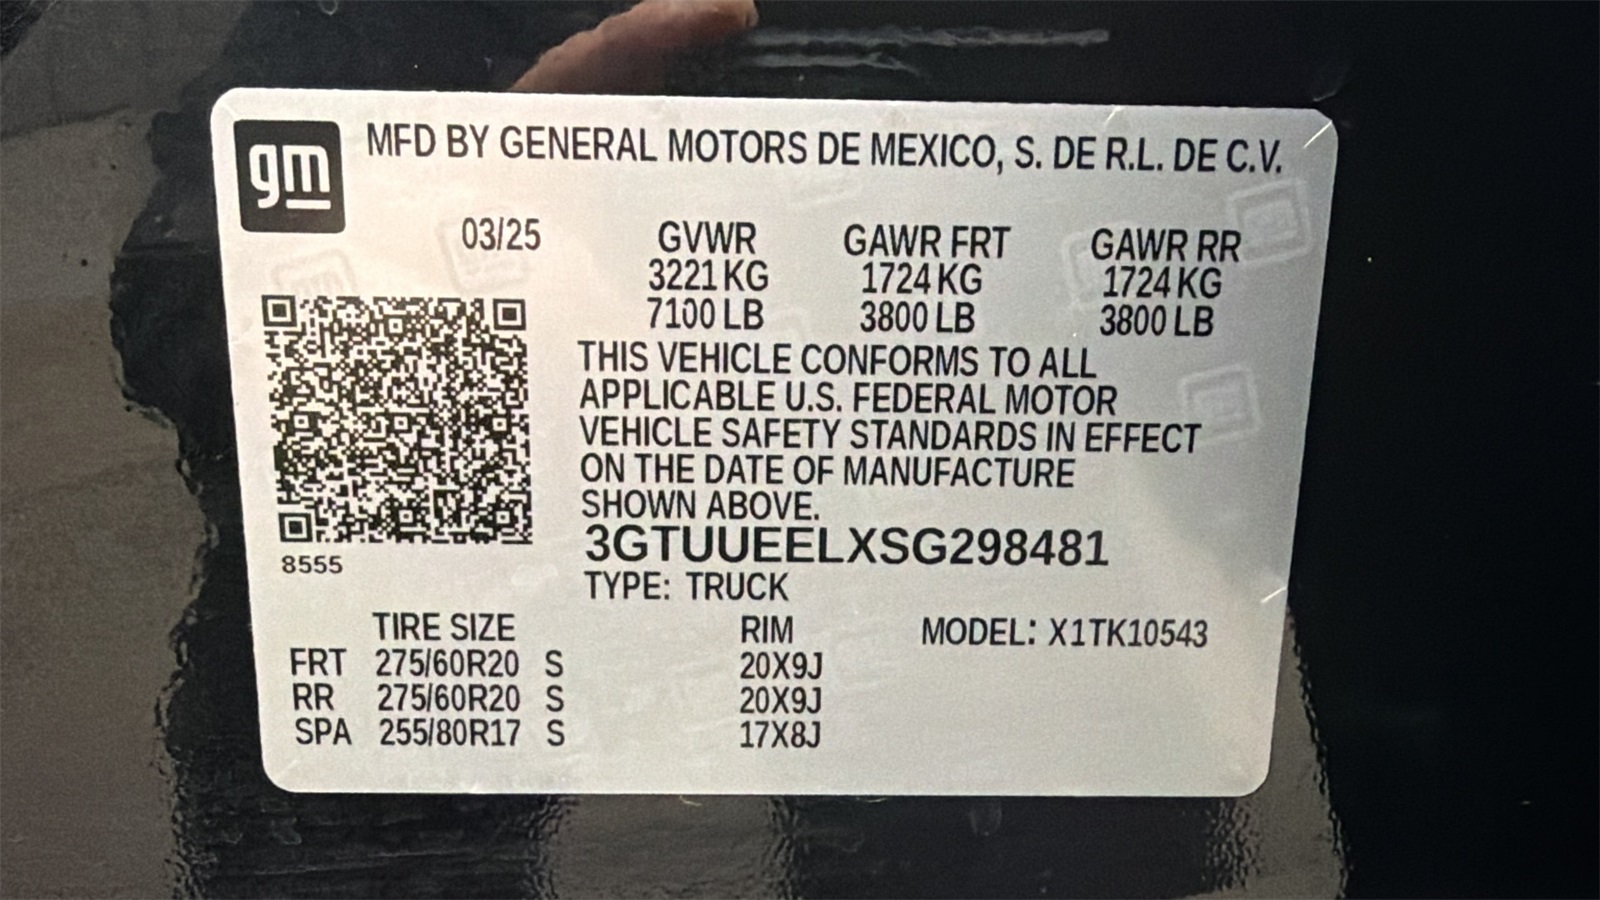 gm
MFD BY GENERAL MOTORS DE MEXICO, S. DE R.L. DE C.V.
03/25 GVWR GAWR FRT GAWR RR
3221 KG 1724 KG 1724 KG
7100 LB 3800 LB 3800 LB
THIS VEHICLE CONFORMS TO ALL
APPLICABLE U.S. FEDERAL MOTOR
VEHICLE SAFETY STANDARDS IN EFFECT
ON THE DATE OF MANUFACTURE
SHOWN ABOVE.
8555
3GTUUEELXSG298481
TYPE: TRUCK
TIRE SIZE RIM MODEL: X1TK10543
FRT 275/60R20 S 20X9J
RR 275/60R20 S 20X9J
SPA 255/80R17 S 17X8J